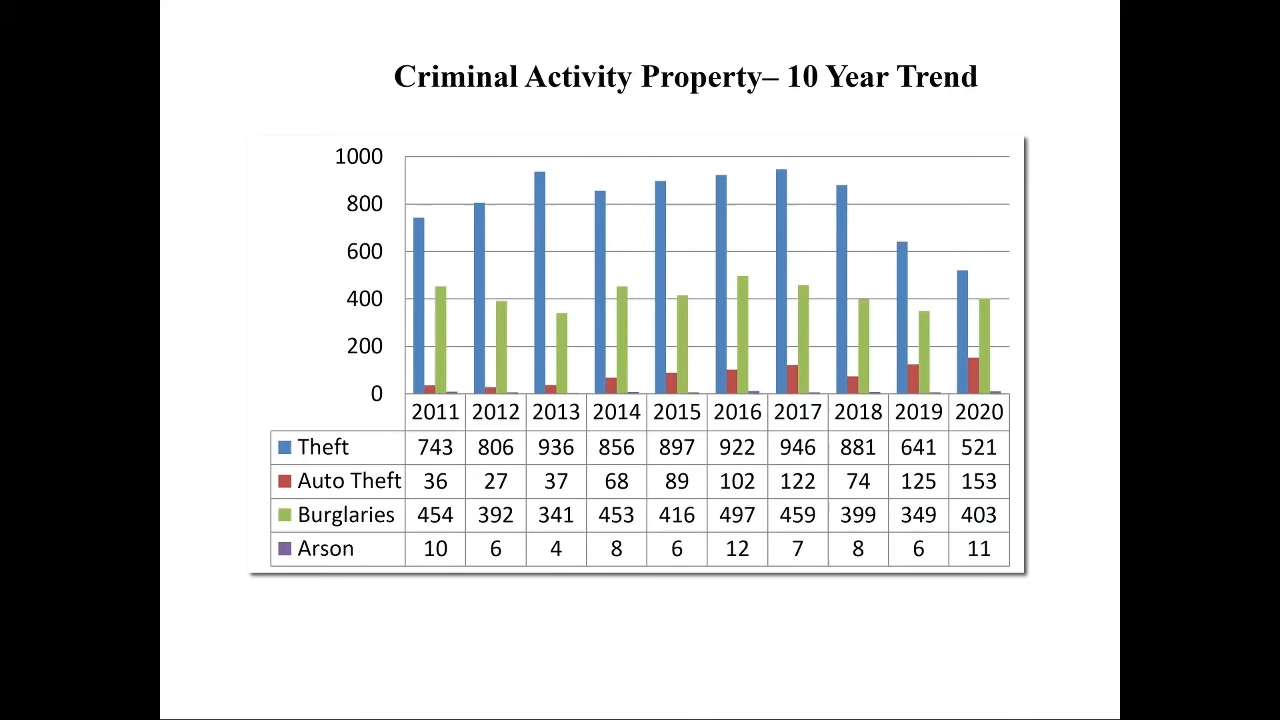 Criminal Activity Property– 10 Year Trend
1000
800
600
400
200
0
2011 2012 2013 2014 2015 2016 2017 2018 2019 2020
Theft 743 806 936 856 897 922 946 881 641 521
Auto Theft 36 27 37 68 89 102 122 74 125 153
Burglaries 454 392 341 453 416 497 459 399 349 403
Arson 10 6 4 8 6 12 7 8 6 11